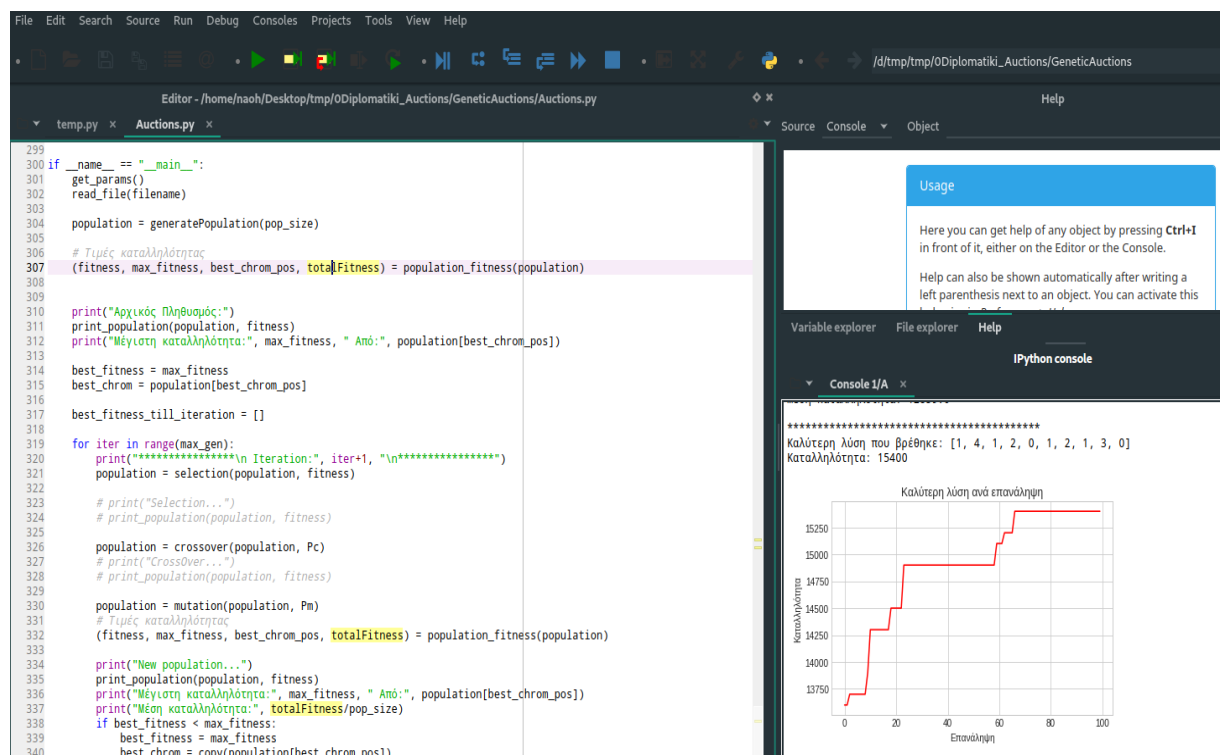 File Edit Search Source Run Debug Consoles Projects Tools View Help
/d/tmp/tmp/0Diplomatiki_Auctions/GeneticAuctions
Editor - /home/naoh/Desktop/tmp/0Diplomatiki_Auctions/GeneticAuctions/Auctions.py
temp.py Auctions.py
299
300 if __name__ == "__main__":
301 get_params()
302 read_file(filename)
303
304 population = generatePopulation(pop_size)
305
306 # Τιμές καταλληλότητας
307 (fitness, max_fitness, best_chrom_pos, totalFitness) = population_fitness(population)
308
309
310 print("Αρχικός Πληθυσμός:")
311 print_population(population, fitness)
312 print("Μέγιστη καταλληλότητα:", max_fitness, " Από:", population[best_chrom_pos])
313
314 best_fitness = max_fitness
315 best_chrom = population[best_chrom_pos]
316
317 best_fitness_till_iteration = []
318
319 for iter in range(max_gen):
320 print("****************\n Iteration:", iter+1, "\n****************")
321 population = selection(population, fitness)
322
323 # print("Selection...")
324 # print_population(population, fitness)
325
326 population = crossover(population, Pc)
327 # print("CrossOver...")
328 # print_population(population, fitness)
329
330 population = mutation(population, Pm)
331 # Τιμές καταλληλότητας
332 (fitness, max_fitness, best_chrom_pos, totalFitness) = population_fitness(population)
333
334 print("New population...")
335 print_population(population, fitness)
336 print("Μέγιστη καταλληλότητα:", max_fitness, " Από:", population[best_chrom_pos])
337 print("Μέση καταλληλότητα:", totalFitness/pop_size)
338 if best_fitness < max_fitness:
339 best_fitness = max_fitness
340 best_chrom = copy(population[best_chrom_pos])
Help
Source Console Object
Usage
Here you can get help of any object by pressing Ctrl+I
in front of it, either on the Editor or the Console.
Help can also be shown automatically after writing a
left parenthesis next to an object. You can activate this
Variable explorer File explorer Help
IPython console
Console 1/A
******************************************
Καλύτερη λύση που βρέθηκε: [1, 4, 1, 2, 0, 1, 2, 1, 3, 0]
Καταλληλότητα: 15400
Καλύτερη λύση ανά επανάληψη
15250
15000
14750
14500
14250
14000
13750
Καταλληλότητα
0 20 40 60 80 100
Επανάληψη